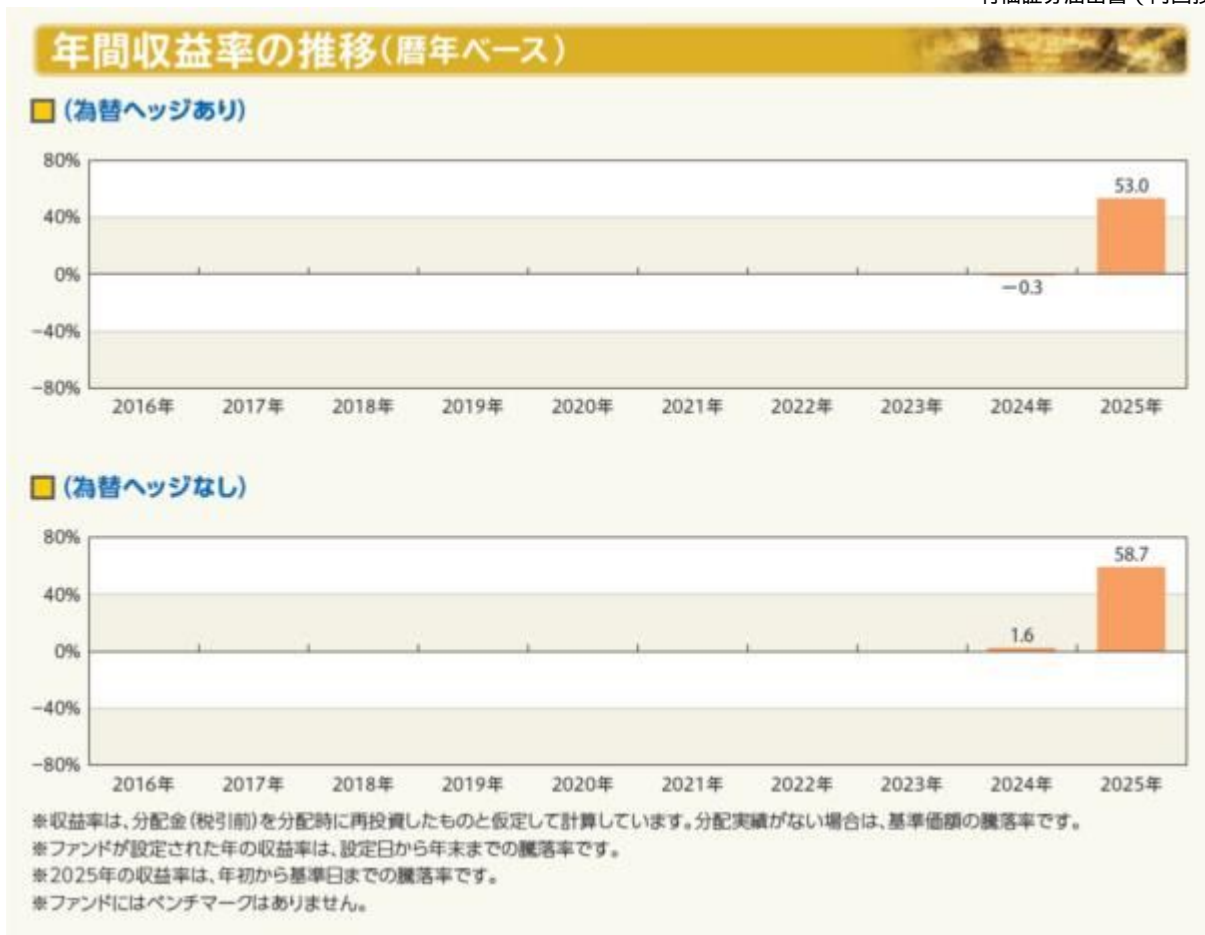 年間収益率の推移(暦年ベース)
(為替ヘッジあり)
80%
53.0
40%
0%
−0.3
−40%
−80%
2016年 2017年 2018年 2019年 2020年 2021年 2022年 2023年 2024年 2025年
(為替ヘッジなし)
80%
58.7
40%
1.6
0%
−40%
−80%
2016年 2017年 2018年 2019年 2020年 2021年 2022年 2023年 2024年 2025年
※収益率は、分配金(税引前)を分配時に再投資したものと仮定して計算しています。分配実績がない場合は、基準価額の騰落率です。
※ファンドが設定された年の収益率は、設定日から年末までの騰落率です。
※2025年の収益率は、年初から基準日までの騰落率です。
※ファンドにはベンチマークはありません。